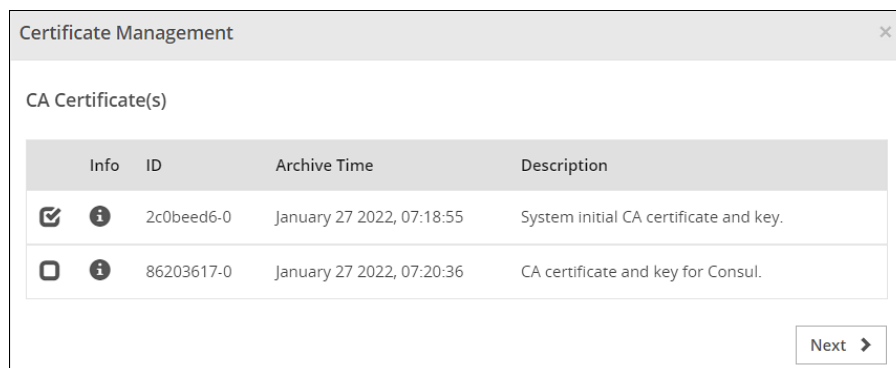 Certificate Management
CA Certificate(s)
Info ID Archive Time Description
2c0beed6-0 January 27 2022, 07:18:55 System initial CA certificate and key.
86203617-0 January 27 2022, 07:20:36 CA certificate and key for Consul.
Next